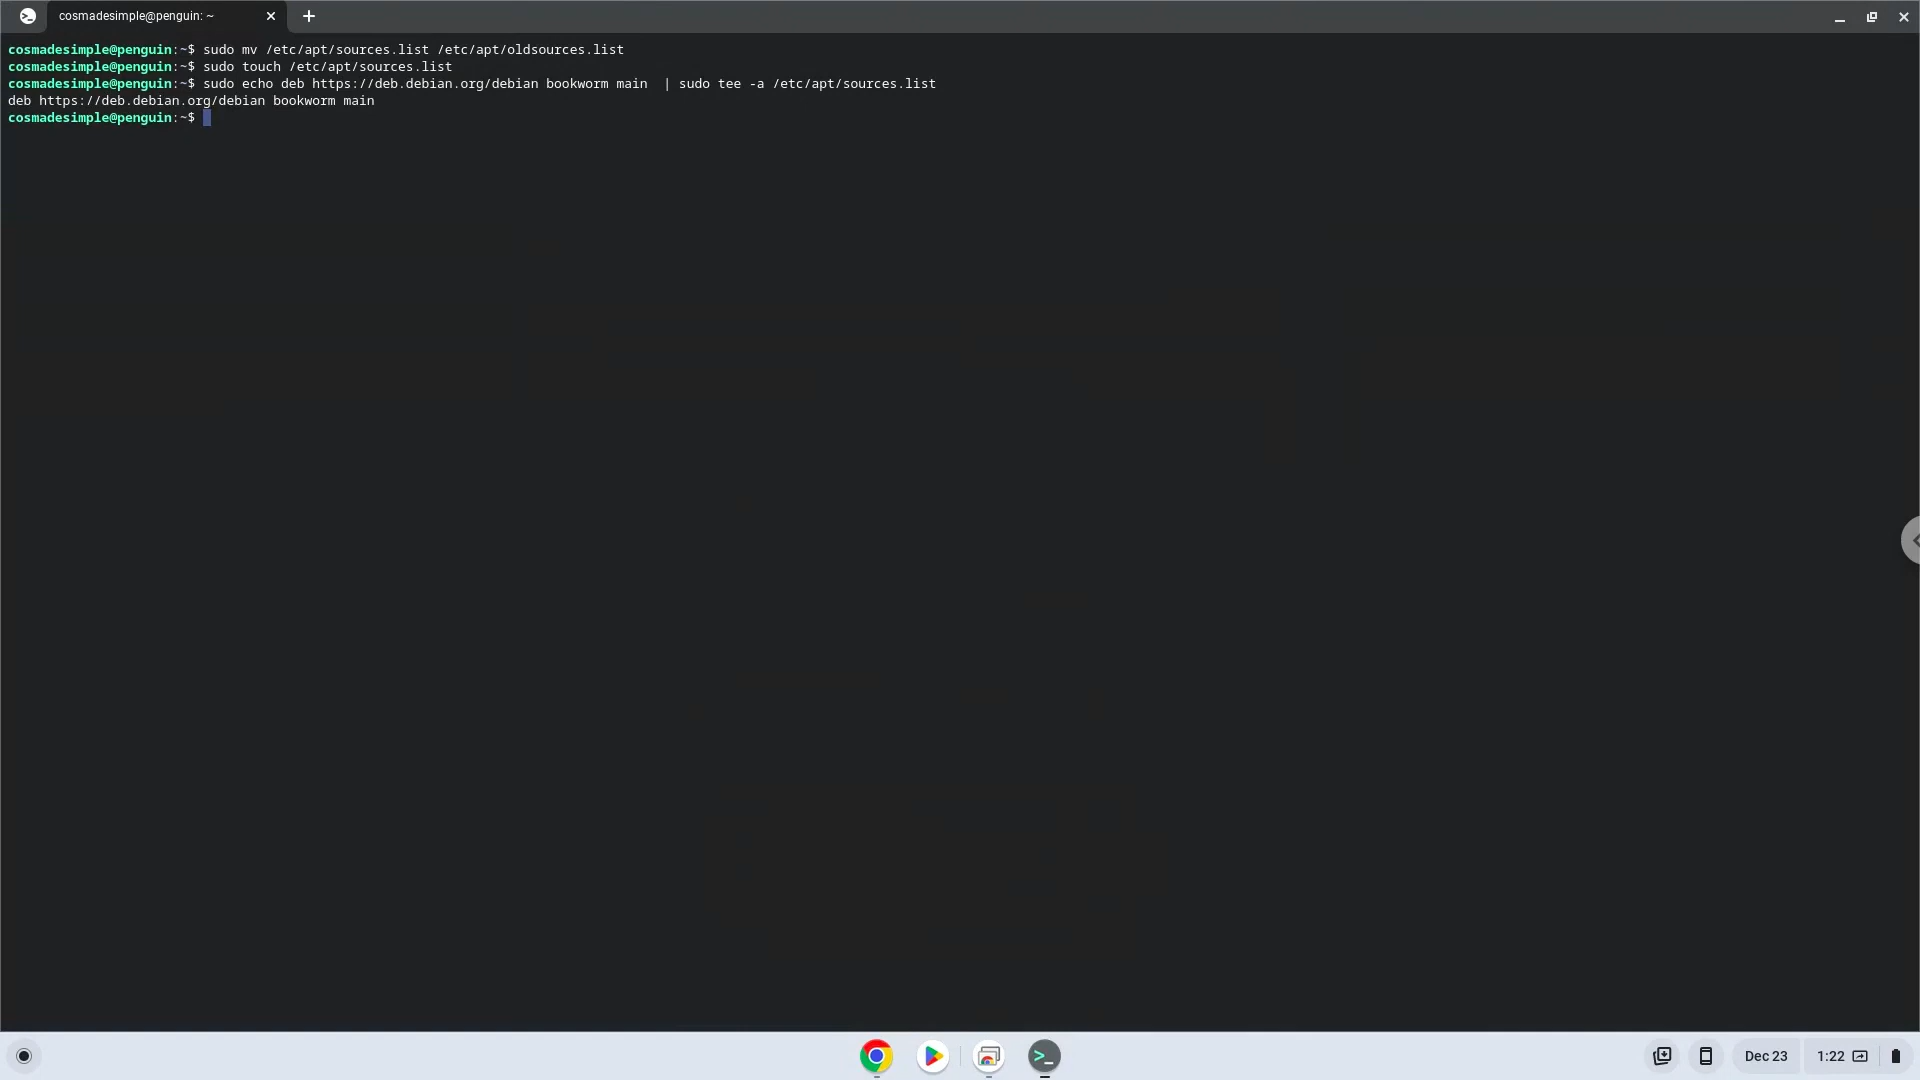 cosmadesimple@penguin: ~
cosmadesimple@penguin:~$ sudo mv /etc/apt/sources.list /etc/apt/oldsources.list
cosmadesimple@penguin:~$ sudo touch /etc/apt/sources.list
cosmadesimple@penguin:~$ sudo echo deb https://deb.debian.org/debian bookworm main  | sudo tee -a /etc/apt/sources.list
deb https://deb.debian.org/debian bookworm main
cosmadesimple@penguin:~$
Dec 23 1:22